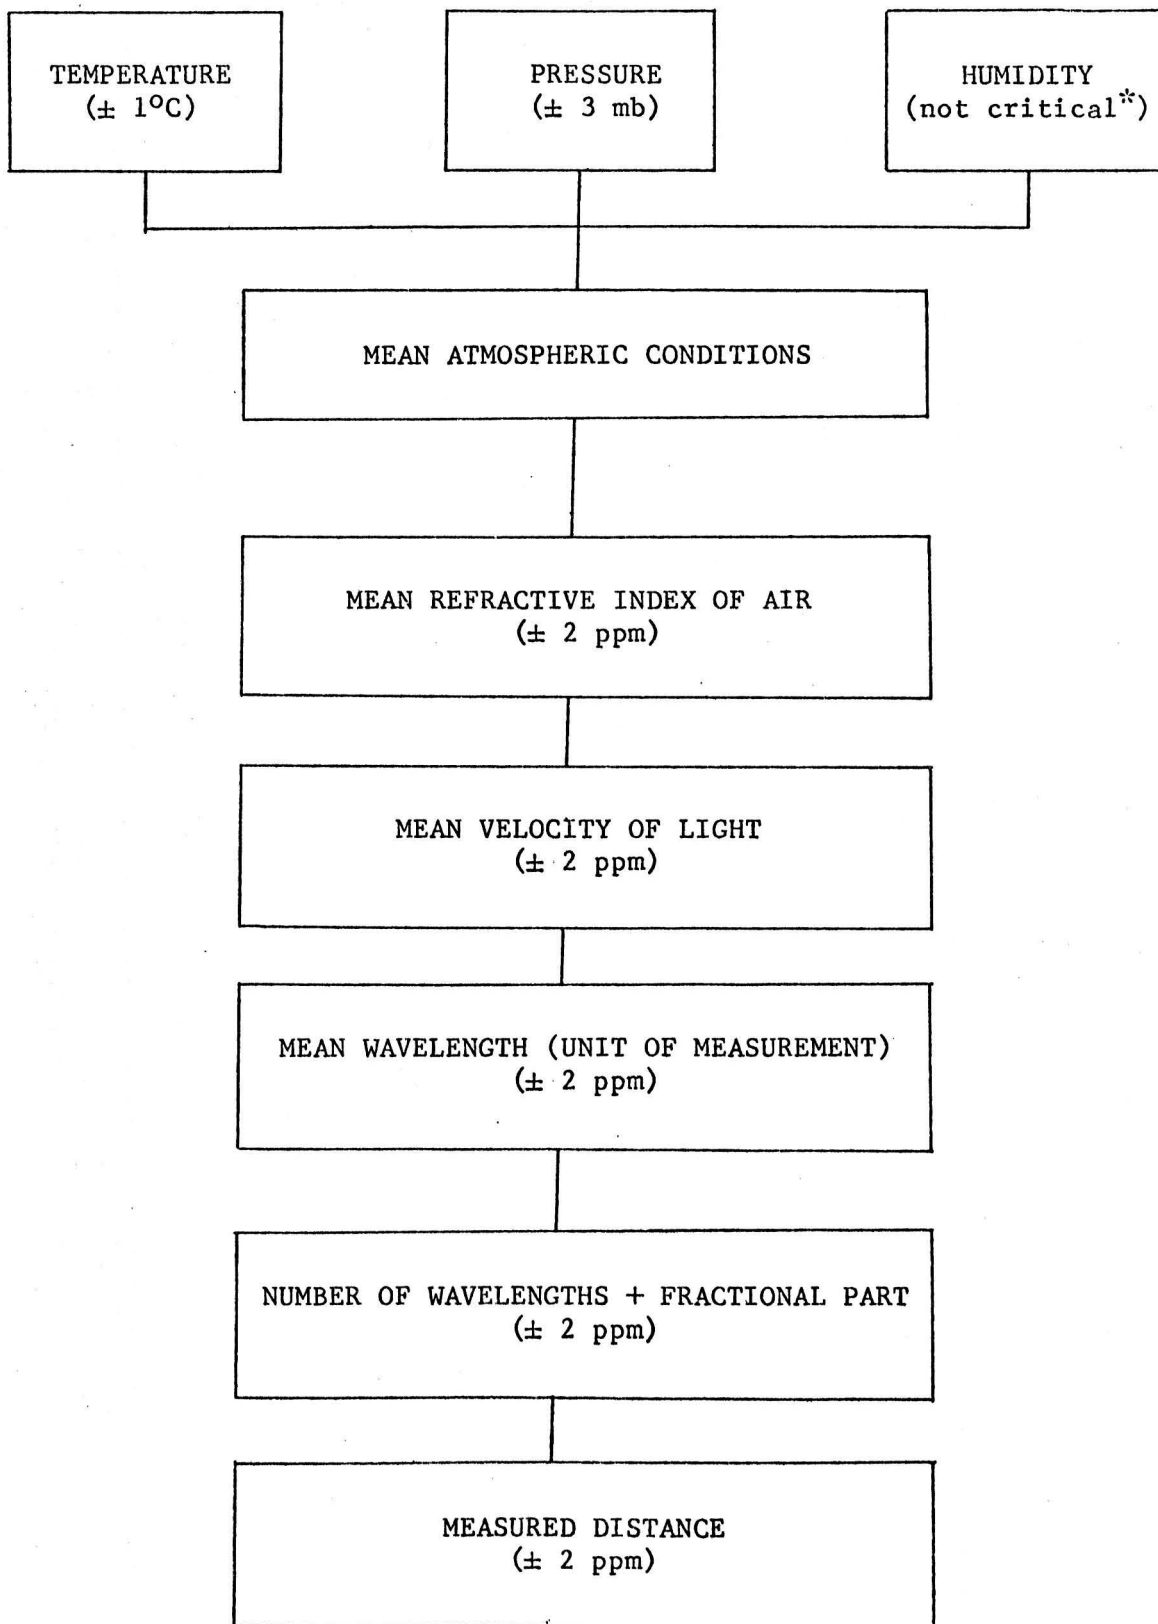 TEMPERATURE
(± 1°C)
PRESSURE
(± 3 mb)
HUMIDITY
(not critical*)
MEAN ATMOSPHERIC CONDITIONS
MEAN REFRACTIVE INDEX OF AIR
(± 2 ppm)
MEAN VELOCITY OF LIGHT
(± 2 ppm)
MEAN WAVELENGTH (UNIT OF MEASUREMENT)
(± 2 ppm)
NUMBER OF WAVELENGTHS + FRACTIONAL PART
(± 2 ppm)
MEASURED DISTANCE
(± 2 ppm)